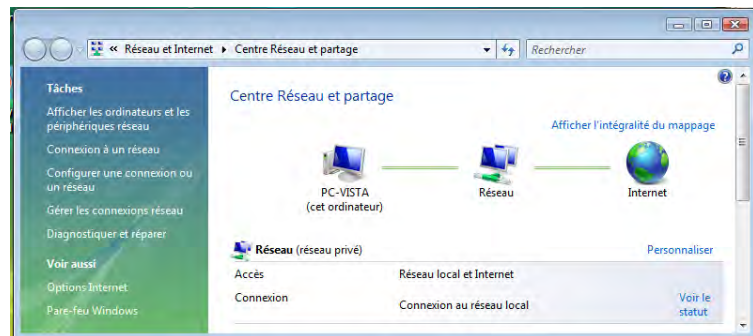 « Réseau et Internet ▸ Centre Réseau et partage
Rechercher
Tâches
Afficher les ordinateurs et les
périphériques réseau
Connexion à un réseau
Configurer une connexion ou
un réseau
Gérer les connexions réseau
Diagnostiquer et réparer
Voir aussi
Options Internet
Pare-feu Windows
Centre Réseau et partage
Afficher l'intégralité du mappage
PC-VISTA
(cet ordinateur)
Réseau
Internet
Réseau (réseau privé)
Personnaliser
Accès
Réseau local et Internet
Connexion
Connexion au réseau local
Voir le
statut